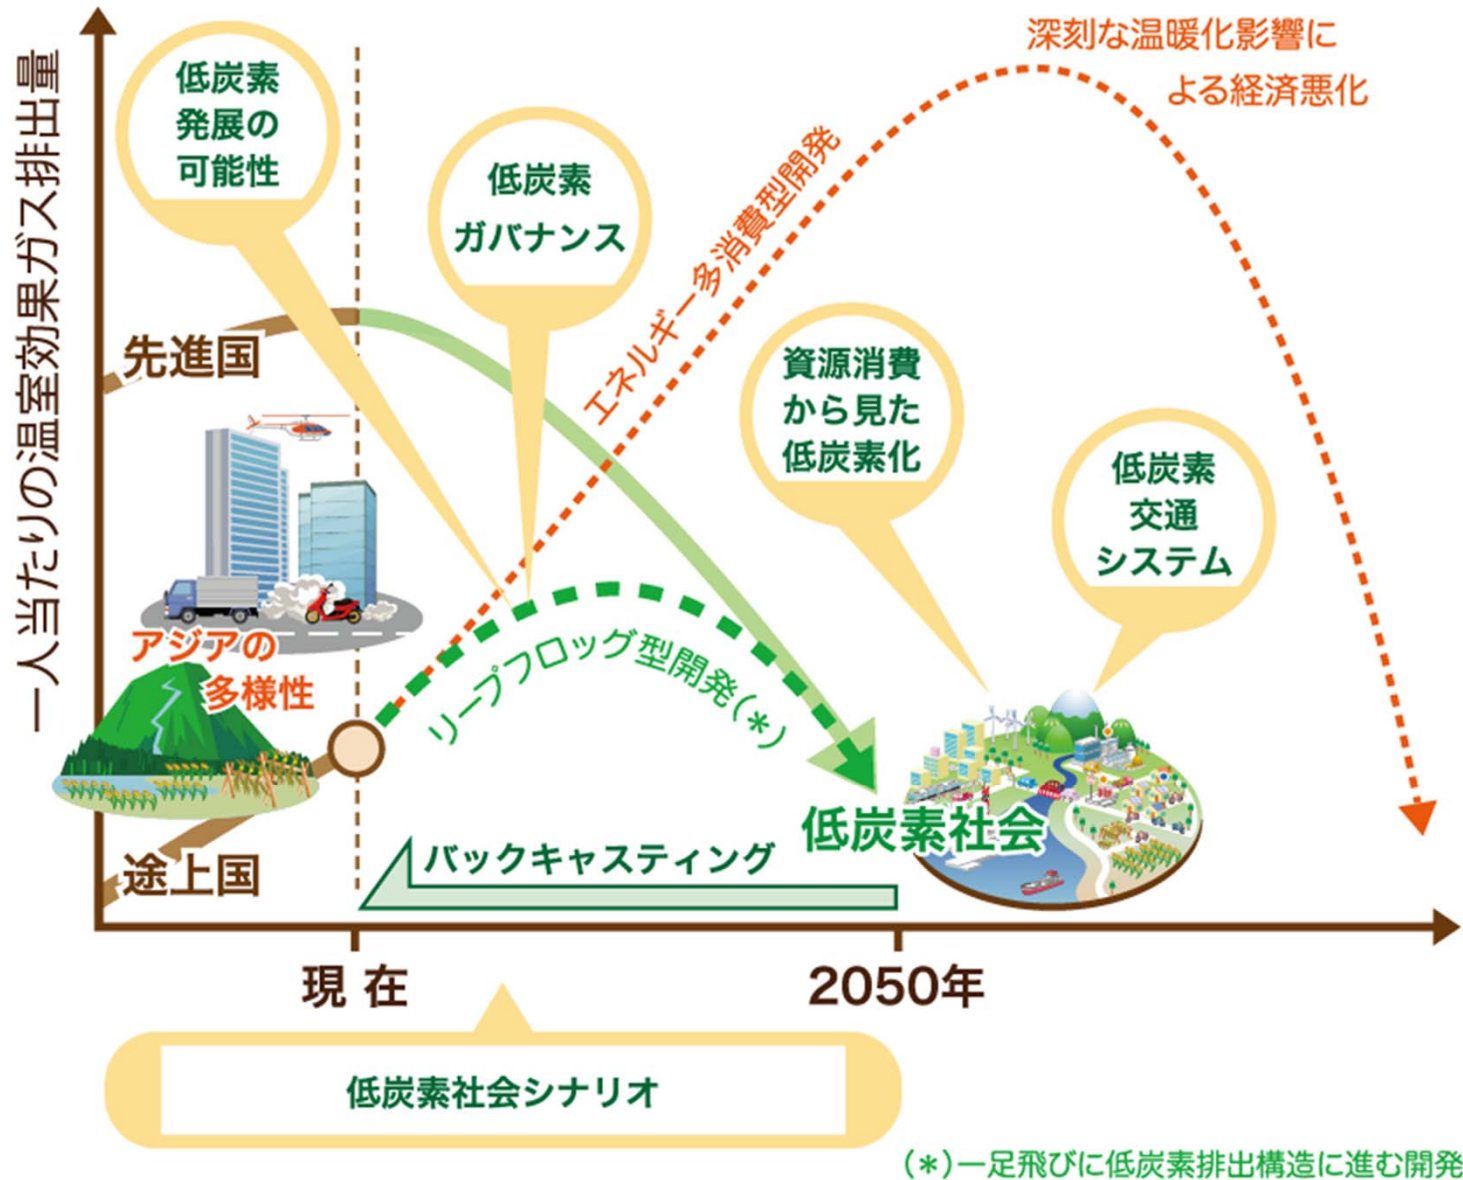 一人当たりの温室効果ガス排出量
低炭素
発展の
可能性
低炭素
ガバナンス
深刻な温暖化影響に
よる経済悪化
エネルギー多消費型開発
先進国
資源消費
から見た
低炭素化
低炭素
交通
システム
アジアの
多様性
リープフロッグ型開発(*)
途上国
バックキャスティング
低炭素社会
現 在
2050年
低炭素社会シナリオ
(*)一足飛びに低炭素排出構造に進む開発